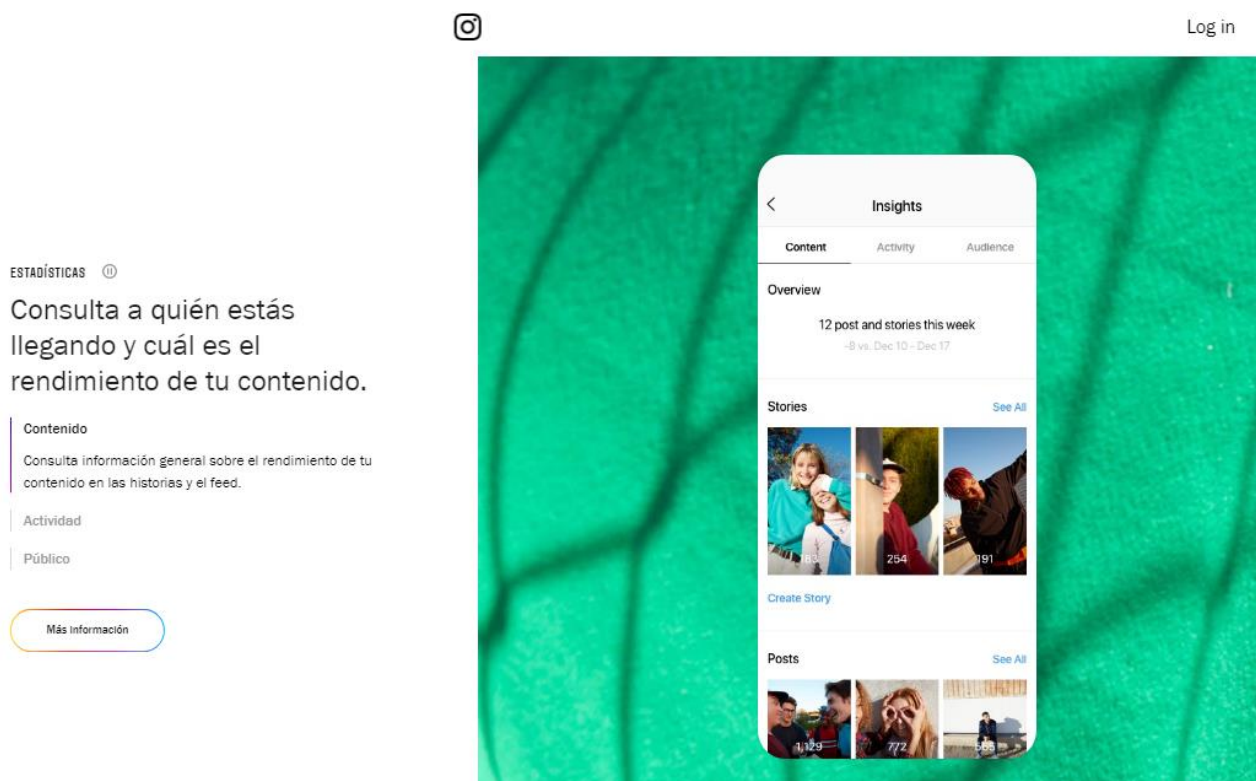 Log in
ESTADÍSTICAS
Consulta a quién estás
llegando y cuál es el
rendimiento de tu contenido.
Contenido
Consulta información general sobre el rendimiento de tu
contenido en las historias y el feed.
Actividad
Público
Más información
Insights
Content Activity Audience
Overview
12 post and stories this week
-8 vs. Dec 10 - Dec 17
Stories See All
183 254 191
Create Story
Posts See All
1,129 772 565